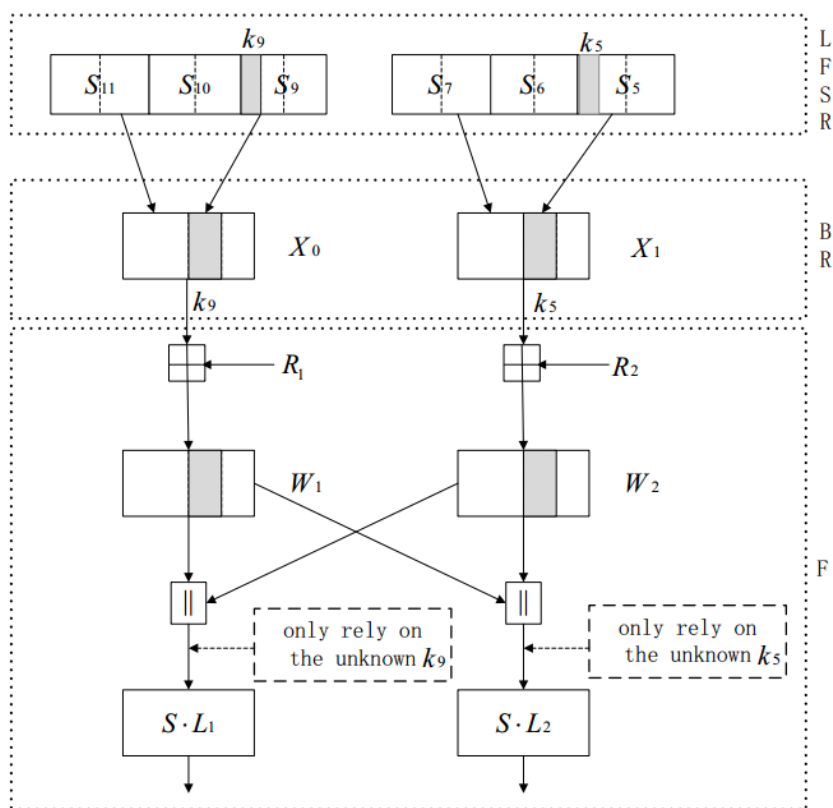 k9 k5
S11 S10 S9 S7 S6 S5
L
F
S
R
X0 X1
B
R
k9 k5
R1 R2
W1 W2
F
|| ||
only rely on
the unknown k9
only rely on
the unknown k5
S · L1 S · L2